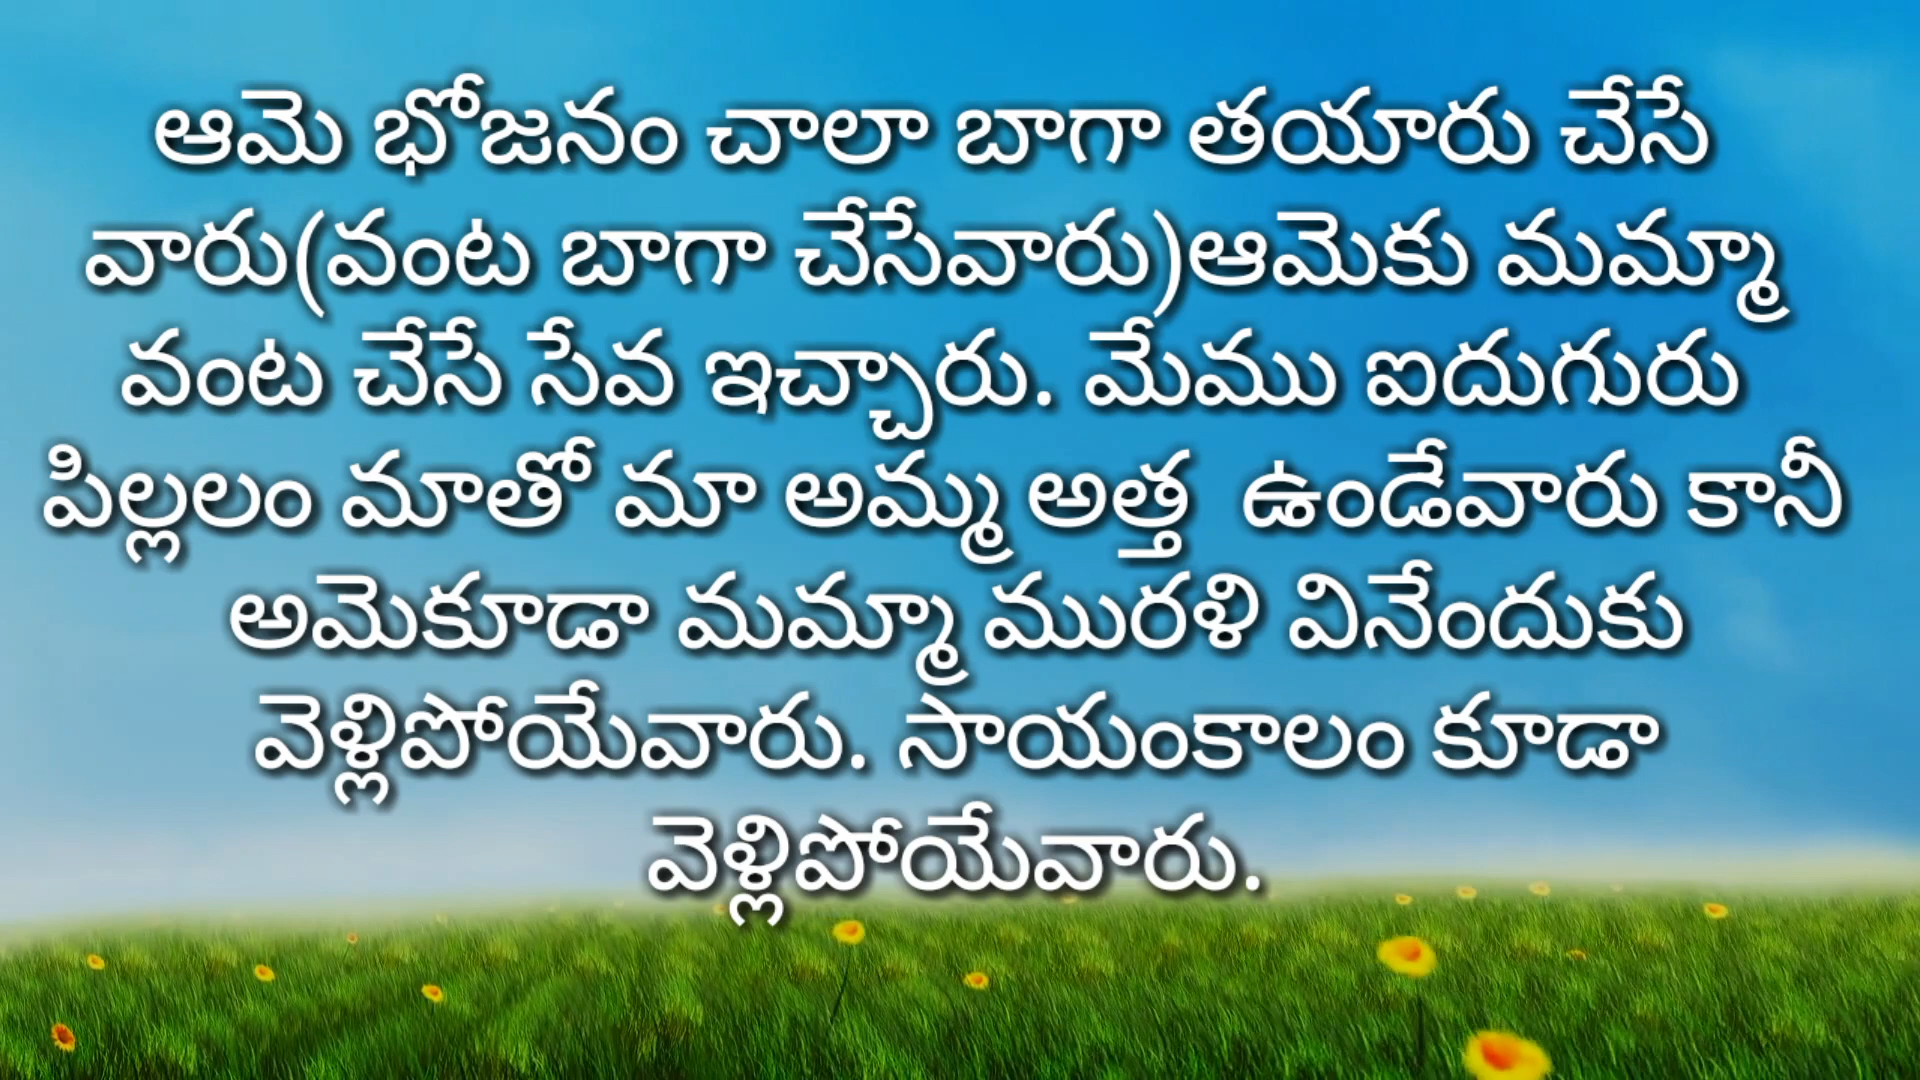 ఆమె భోజనం చాలా బాగా తయారు చేసే
వారు(వంట బాగా చేసేవారు)ఆమెకు మమ్మా
వంట చేసే సేవ ఇచ్చారు. మేము ఐదుగురు
పిల్లలం మాతో మా అమ్మ అత్త  ఉండేవారు కానీ
అమెకూడా మమ్మా మురళి వినేందుకు
వెళ్లిపోయేవారు. సాయంకాలం కూడా
వెళ్లిపోయేవారు.